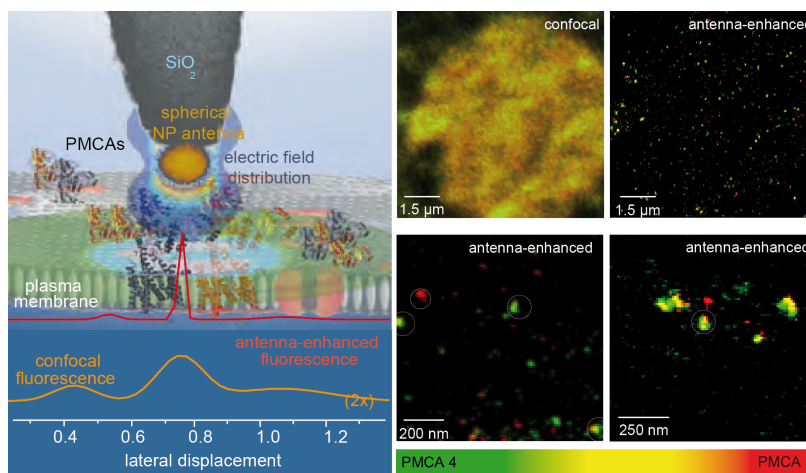 SiO2
spherical
NP antenna
PMCAs
electric field
distribution
plasma
membrane
antenna-enhanced
fluorescence
confocal
fluorescence
(2x)
0.4 0.6 0.8 1.0 1.2
lateral displacement
confocal
1.5 µm
antenna-enhanced
1.5 µm
antenna-enhanced
200 nm
antenna-enhanced
250 nm
PMCA 4 PMCA